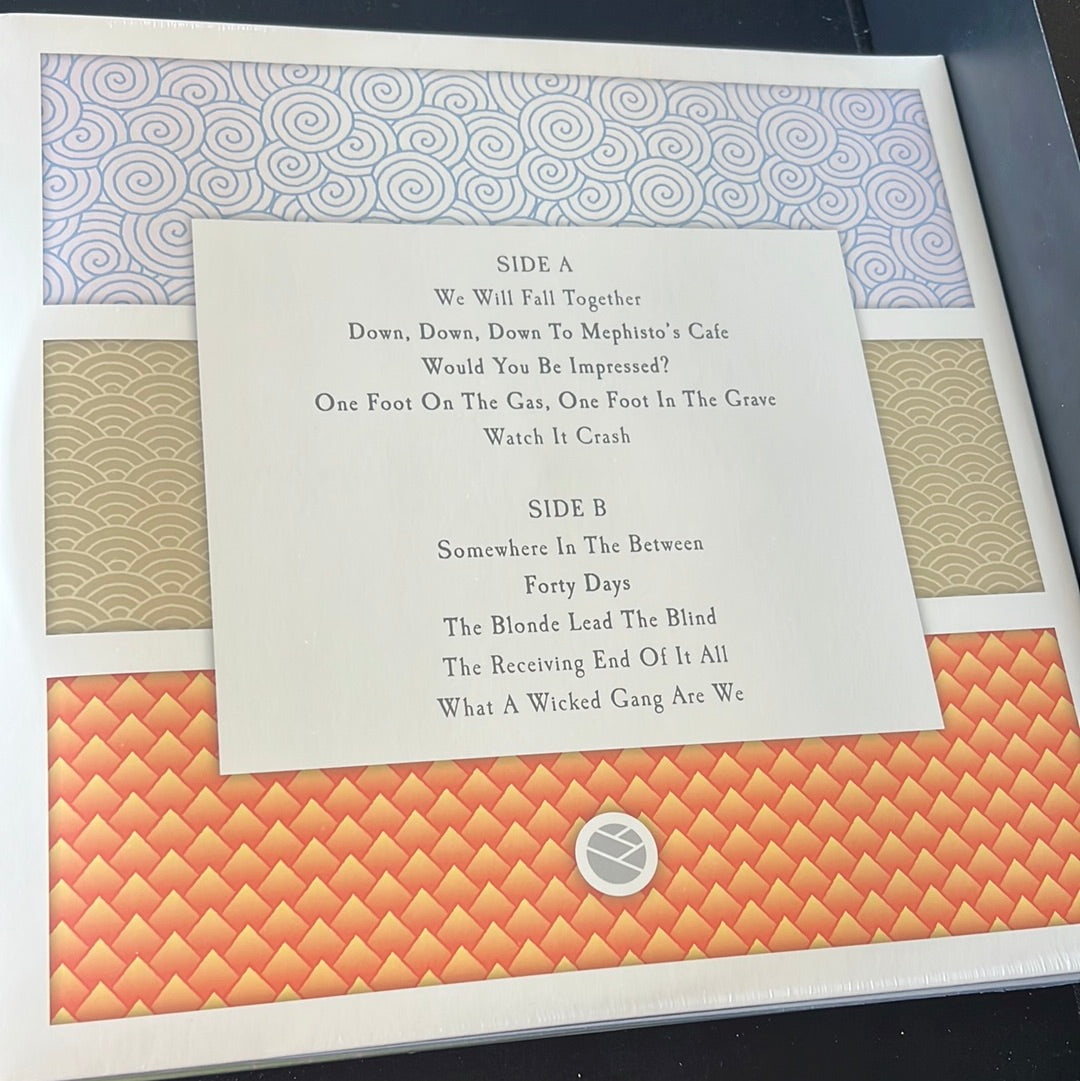 SIDE A
We Will Fall Together
Down, Down, Down To Mephisto's Cafe
Would You Be Impressed?
One Foot On The Gas, One Foot In The Grave
Watch It Crash
SIDE B
Somewhere In The Between
Forty Days
The Blonde Lead The Blind
The Receiving End Of It All
What A Wicked Gang Are We